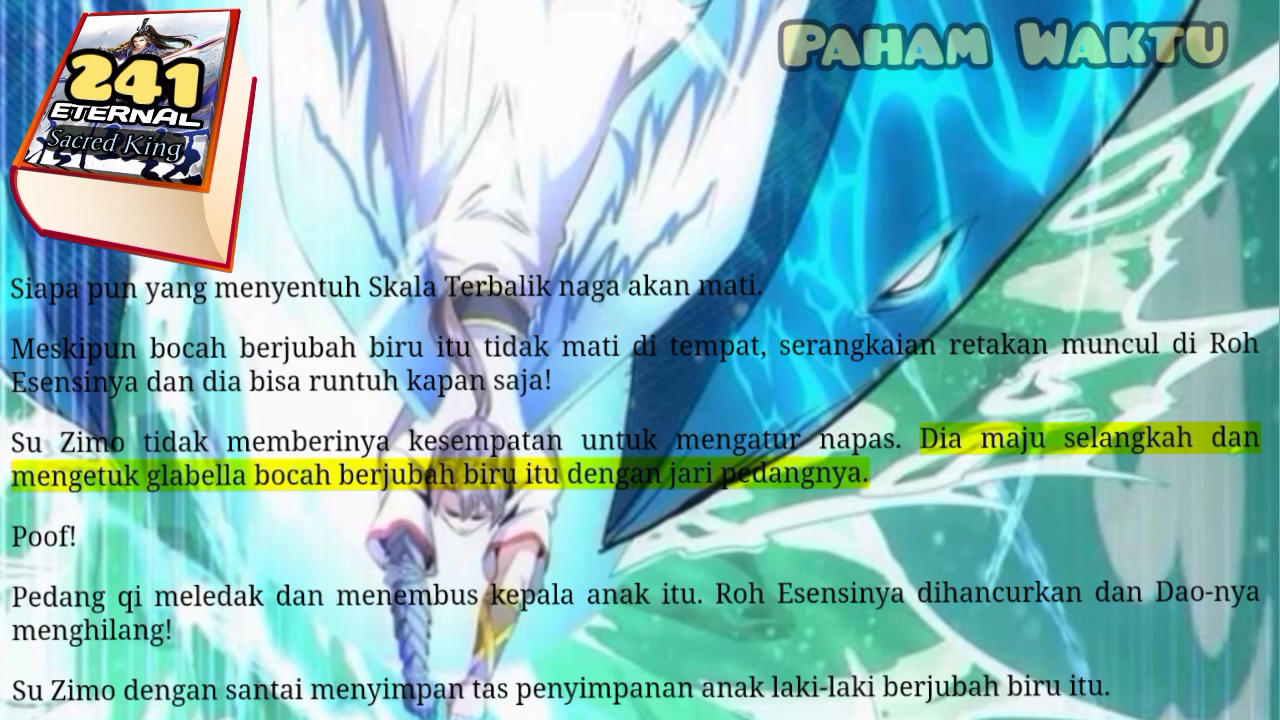 PAHAM WAKTU
241
ETERNAL
Sacred King
Siapa pun yang menyentuh Skala Terbalik naga akan mati.
Meskipun bocah berjubah biru itu tidak mati di tempat, serangkaian retakan muncul di Roh
Esensinya dan dia bisa runtuh kapan saja!
Su Zimo tidak memberinya kesempatan untuk mengatur napas. Dia maju selangkah dan
mengetuk glabella bocah berjubah biru itu dengan jari pedangnya.
Poof!
Pedang qi meledak dan menembus kepala anak itu. Roh Esensinya dihancurkan dan Dao-nya
menghilang!
Su Zimo dengan santai menyimpan tas penyimpanan anak laki-laki berjubah biru itu.